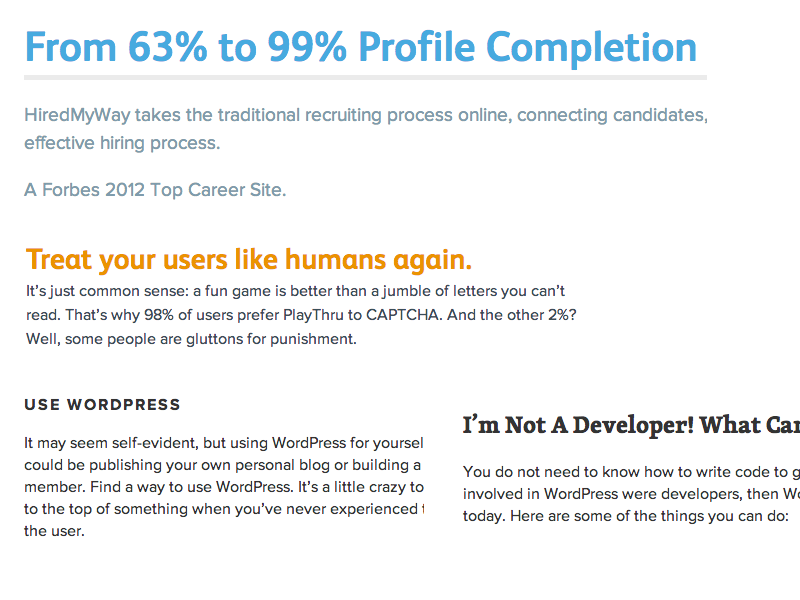 From 63% to 99% Profile Completion
HiredMyWay takes the traditional recruiting process online, connecting candidates,
effective hiring process.
A Forbes 2012 Top Career Site.
Treat your users like humans again.
It's just common sense: a fun game is better than a jumble of letters you can't
read. That's why 98% of users prefer PlayThru to CAPTCHA. And the other 2%?
Well, some people are gluttons for punishment.
USE WORDPRESS
It may seem self-evident, but using WordPress for
could be publishing your own personal blog or building a
member. Find a way to use WordPress. It's a little crazy to
to the top of something when you've never experienced
the user.
I'm Not A Developer! What
You do not need to know how to write code to
involved in WordPress were developers, then
today. Here are some of the things you can do: